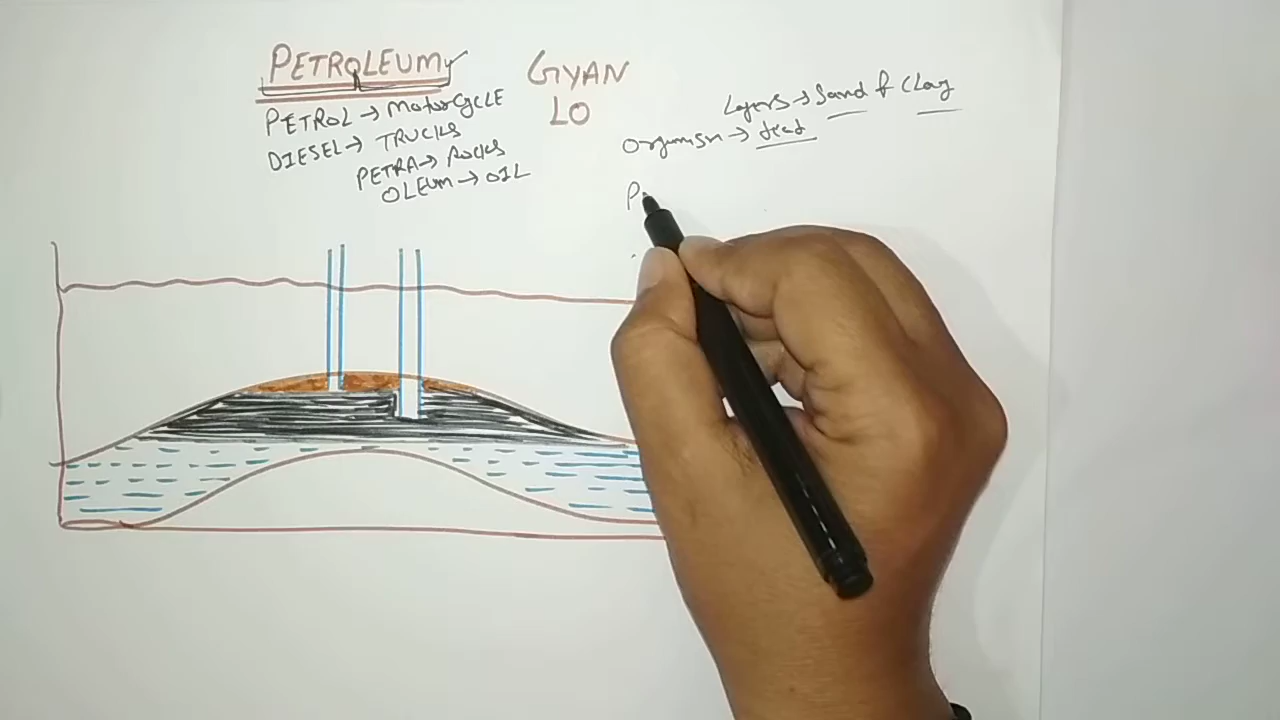 PETROLEUM
GYAN
LO
PETROL → MOTORCYCLE
DIESEL → TRUCKS
PETRA → ROCKS
OLEUM → OIL
Layers → Sand & Clay
Organism → dead
P